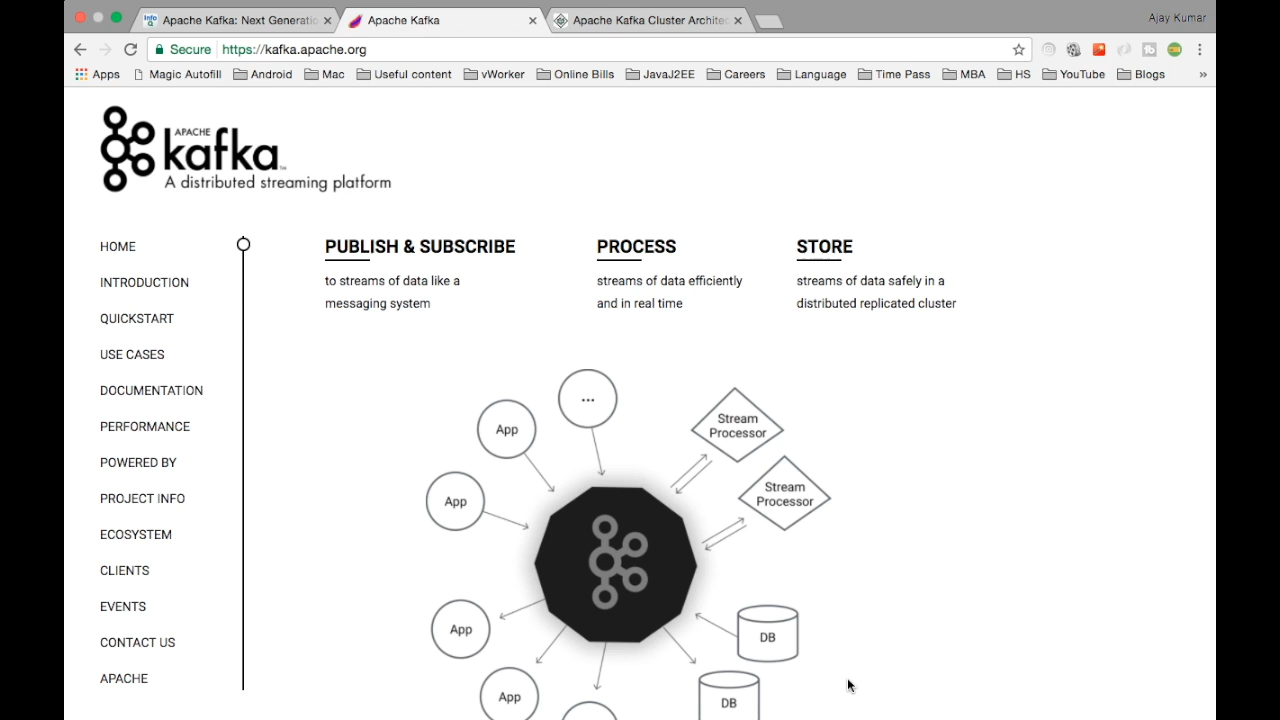 Apache Kafka: Next Generatio
Apache Kafka
Apache Kafka Cluster Architec
Ajay Kumar
Secure
https://kafka.apache.org
Apps
Magic Autofill
Android
Mac
Useful content
vWorker
Online Bills
JavaJ2EE
Careers
Language
Time Pass
MBA
HS
YouTube
Blogs
»
APACHE
kafka
A distributed streaming platform
HOME
INTRODUCTION
QUICKSTART
USE CASES
DOCUMENTATION
PERFORMANCE
POWERED BY
PROJECT INFO
ECOSYSTEM
CLIENTS
EVENTS
CONTACT US
APACHE
PUBLISH & SUBSCRIBE
to streams of data like a
messaging system
PROCESS
streams of data efficiently
and in real time
STORE
streams of data safely in a
distributed replicated cluster
...
App
App
Stream
Processor
Stream
Processor
App
App
DB
DB